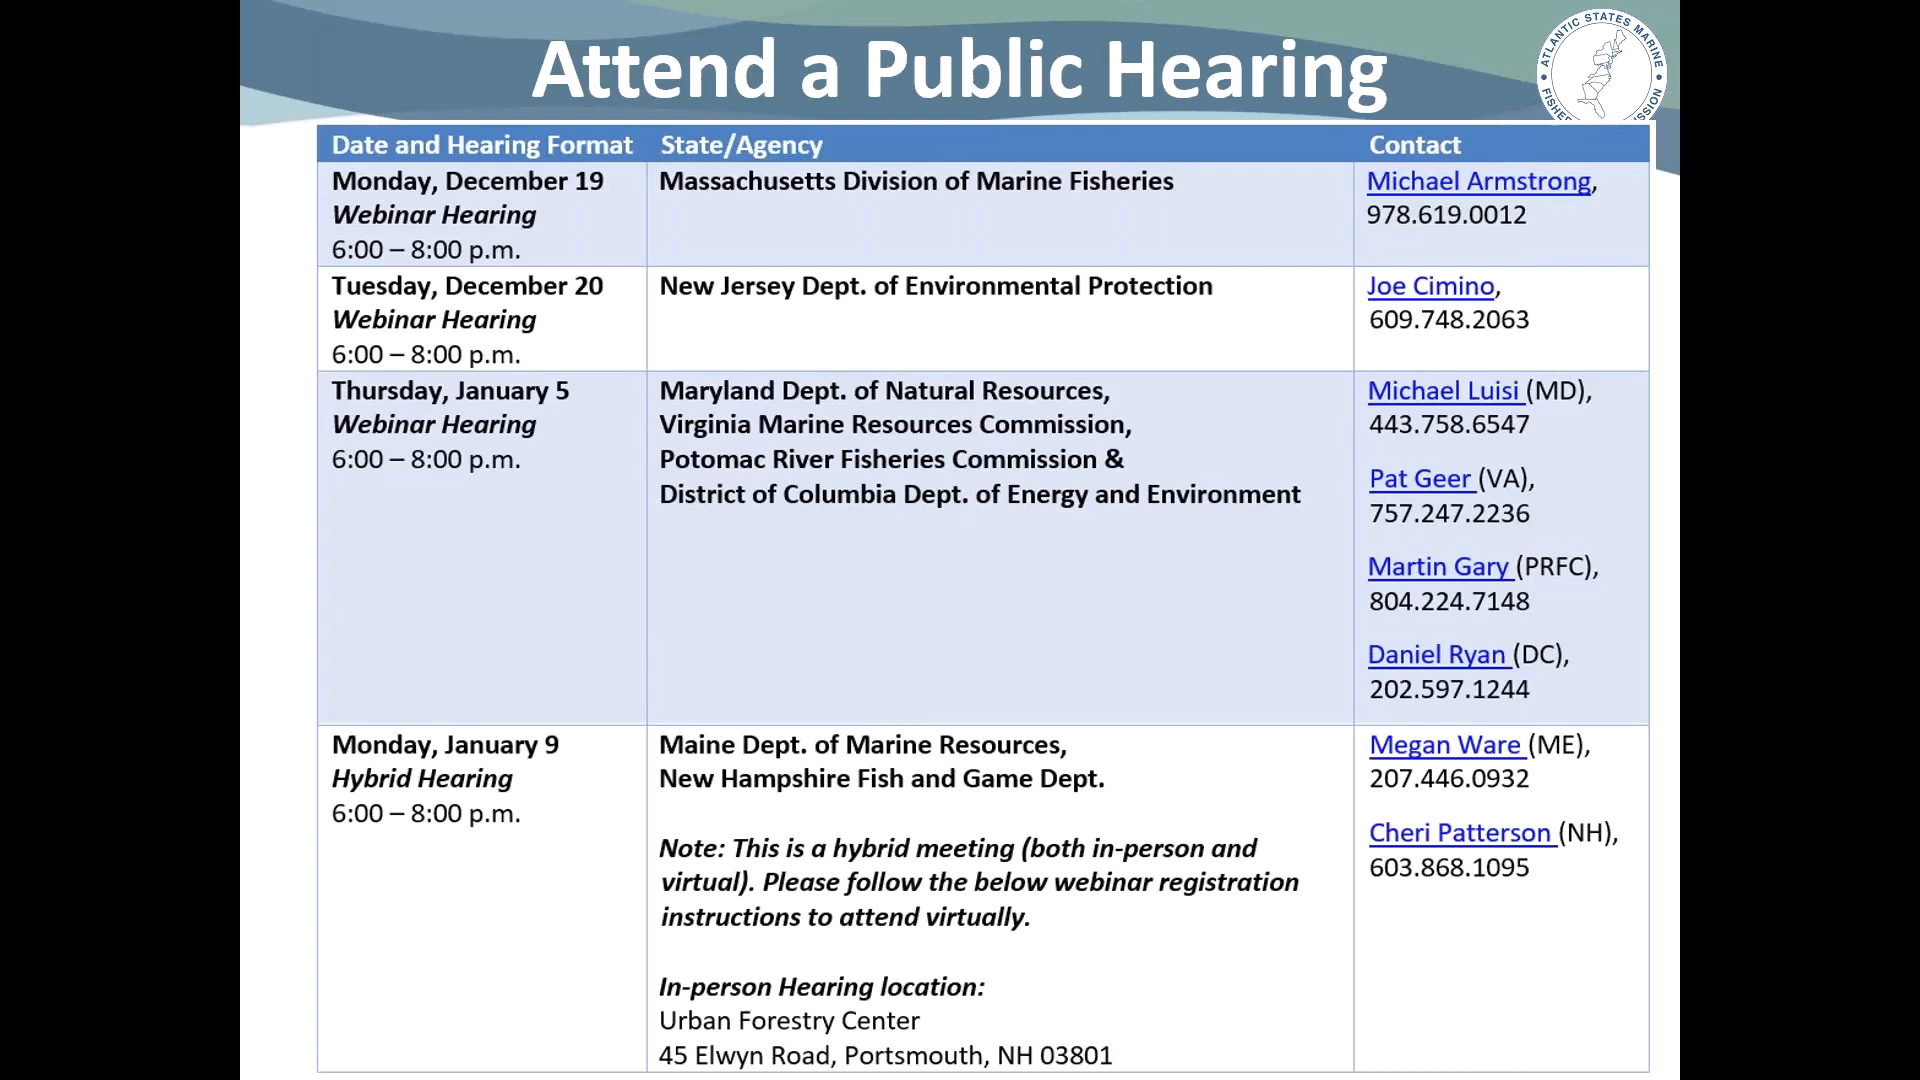 Attend a Public Hearing
ATLANTIC STATES MARINE
Date and Hearing Format State/Agency Contact
Monday, December 19
Webinar Hearing
6:00 – 8:00 p.m.
Massachusetts Division of Marine Fisheries
Michael Armstrong,
978.619.0012
Tuesday, December 20
Webinar Hearing
6:00 – 8:00 p.m.
New Jersey Dept. of Environmental Protection
Joe Cimino,
609.748.2063
Thursday, January 5
Webinar Hearing
6:00 – 8:00 p.m.
Maryland Dept. of Natural Resources,
Virginia Marine Resources Commission,
Potomac River Fisheries Commission &
District of Columbia Dept. of Energy and Environment
Michael Luisi (MD),
443.758.6547
Pat Geer (VA),
757.247.2236
Martin Gary (PRFC),
804.224.7148
Daniel Ryan (DC),
202.597.1244
Monday, January 9
Hybrid Hearing
6:00 – 8:00 p.m.
Maine Dept. of Marine Resources,
New Hampshire Fish and Game Dept.
Note: This is a hybrid meeting (both in-person and
virtual). Please follow the below webinar registration
instructions to attend virtually.
In-person Hearing location:
Urban Forestry Center
45 Elwyn Road, Portsmouth, NH 03801
Megan Ware (ME),
207.446.0932
Cheri Patterson (NH),
603.868.1095